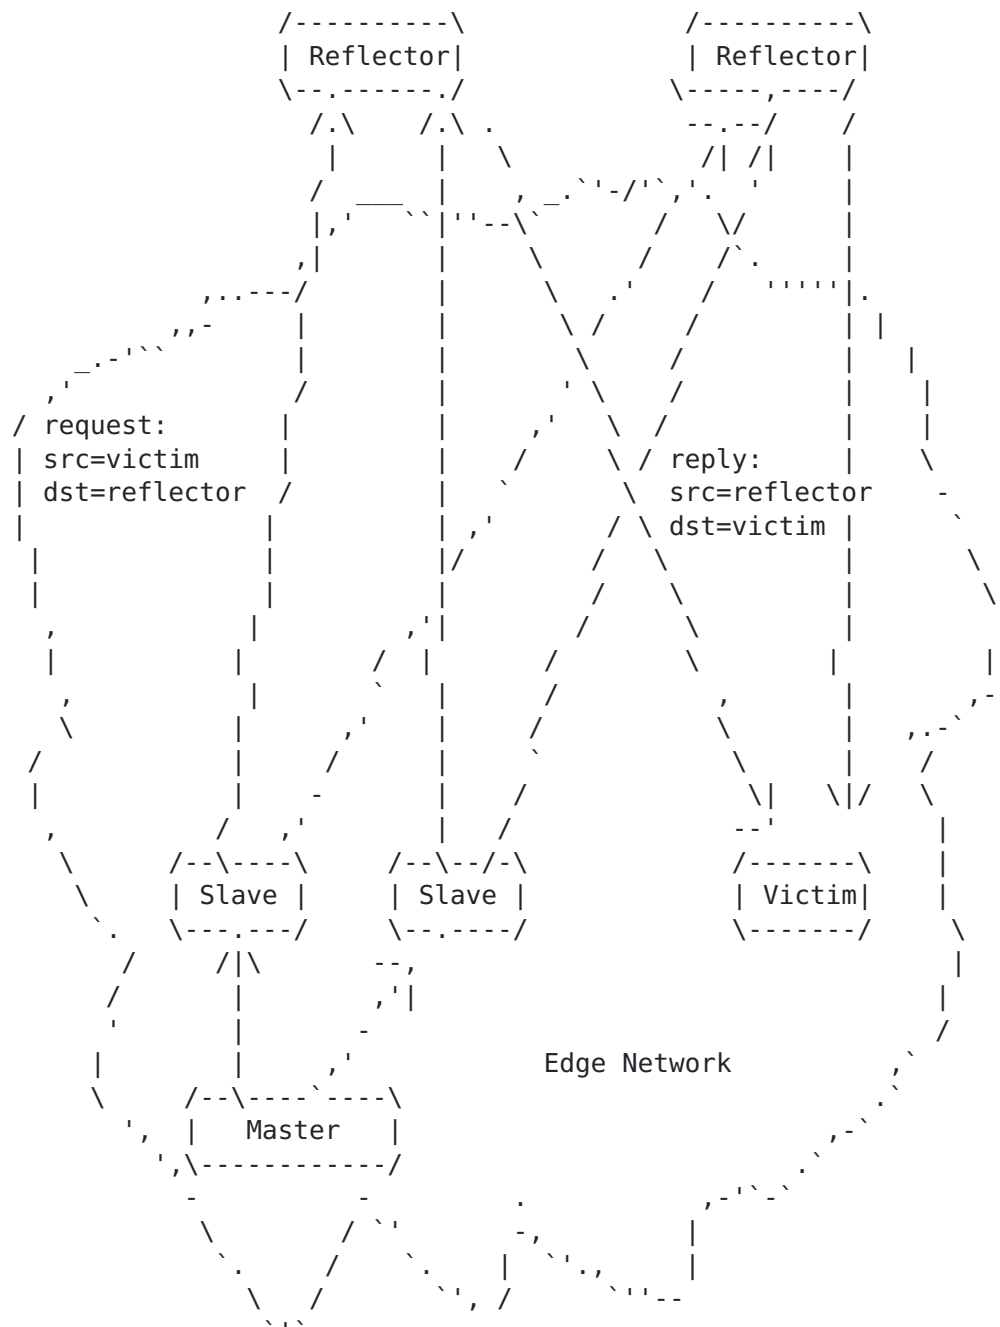 Reflector Reflector
request:
src=victim
dst=reflector
reply:
src=reflector
dst=victim
Slave Slave Victim
Edge Network
Master